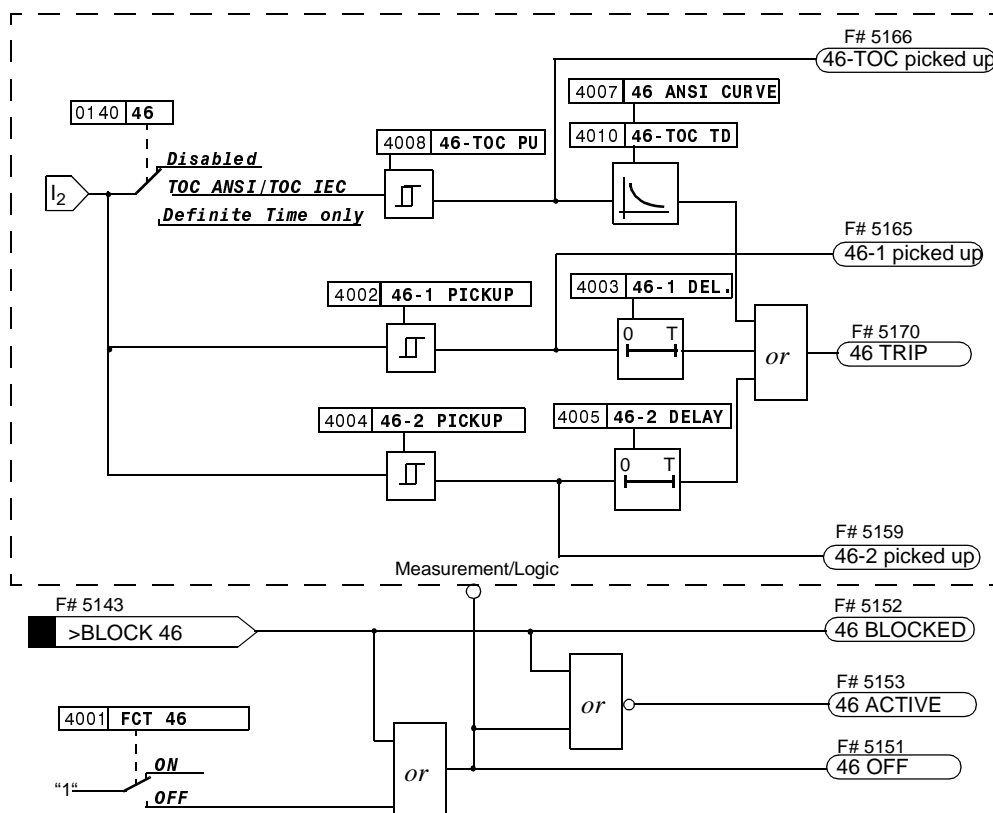 F# 5166
46-TOC picked up
4007 46 ANSI CURVE
0140 46
4008 46-TOC PU
4010 46-TOC TD
Disabled
I2
TOC ANSI/TOC IEC
Definite Time only
F# 5165
46-1 picked up
4002 46-1 PICKUP
4003 46-1 DEL.
0 T
or
F# 5170
46 TRIP
4004 46-2 PICKUP
4005 46-2 DELAY
0 T
F# 5159
46-2 picked up
Measurement/Logic
F# 5143
>BLOCK 46
F# 5152
46 BLOCKED
or
F# 5153
46 ACTIVE
4001 FCT 46
F# 5151
46 OFF
or
ON
“1“
OFF